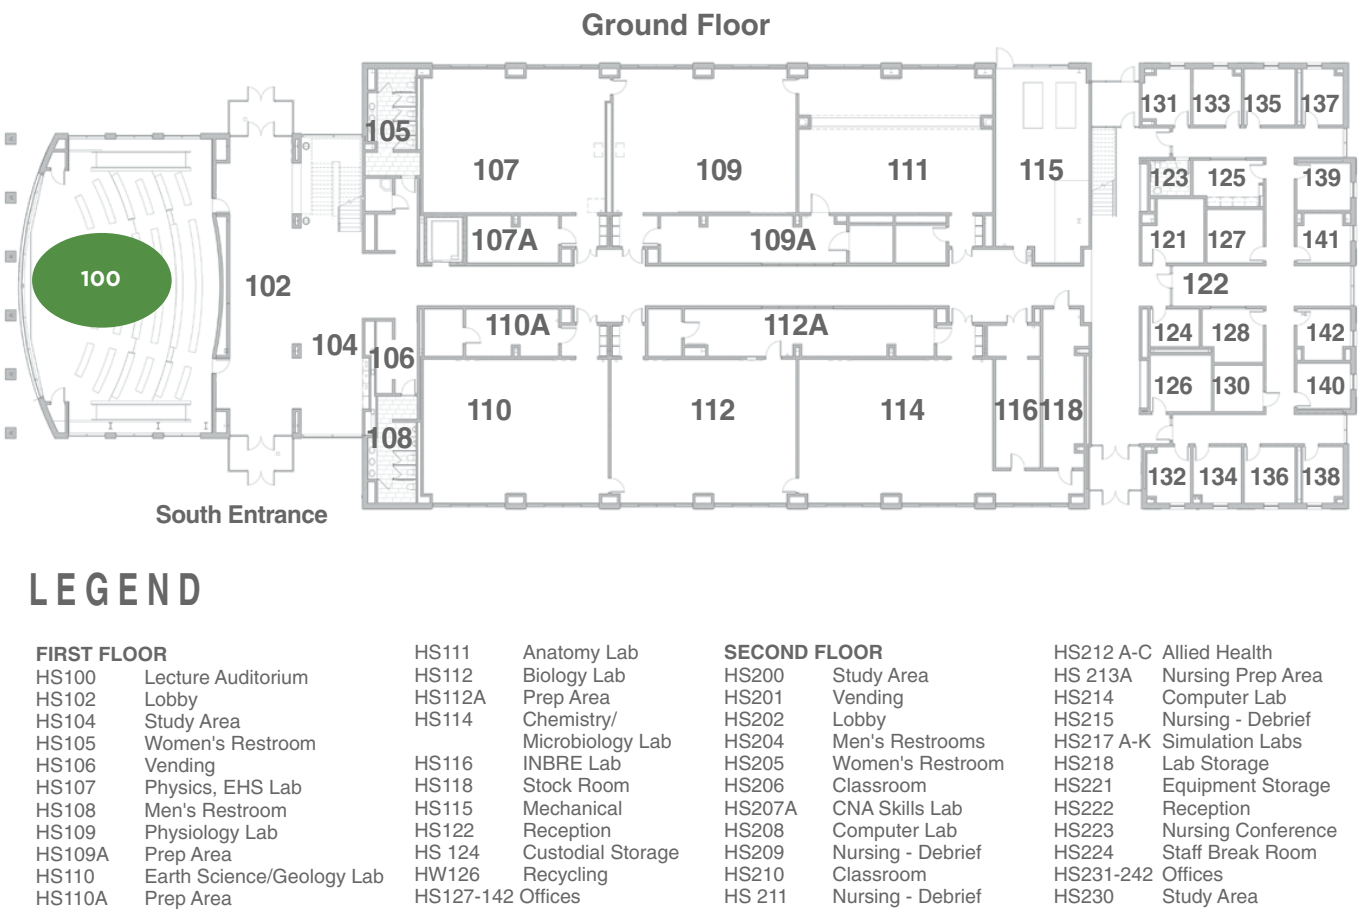 Ground Floor
131 133 135 137
105
107 109 111 115
123 125 139
107A 109A
121 127 141
100
102
122
110A 112A
104 106
124 128 142
126 130 140
110 112 114 116 118
108
132 134 136 138
South Entrance
LEGEND
FIRST FLOOR
HS100 Lecture Auditorium
HS102 Lobby
HS104 Study Area
HS105 Women's Restroom
HS106 Vending
HS107 Physics, EHS Lab
HS108 Men's Restroom
HS109 Physiology Lab
HS109A Prep Area
HS110 Earth Science/Geology Lab
HS110A Prep Area
HS111 Anatomy Lab
HS112 Biology Lab
HS112A Prep Area
HS114 Chemistry/
Microbiology Lab
HS116 INBRE Lab
HS118 Stock Room
HS115 Mechanical
HS122 Reception
HS 124 Custodial Storage
HW126 Recycling
HS127-142 Offices
SECOND FLOOR
HS200 Study Area
HS201 Vending
HS202 Lobby
HS204 Men's Restrooms
HS205 Women's Restroom
HS206 Classroom
HS207A CNA Skills Lab
HS208 Computer Lab
HS209 Nursing - Debrief
HS210 Classroom
HS 211 Nursing - Debrief
HS212 A-C Allied Health
HS 213A Nursing Prep Area
HS214 Computer Lab
HS215 Nursing - Debrief
HS217 A-K Simulation Labs
HS218 Lab Storage
HS221 Equipment Storage
HS222 Reception
HS223 Nursing Conference
HS224 Staff Break Room
HS231-242 Offices
HS230 Study Area